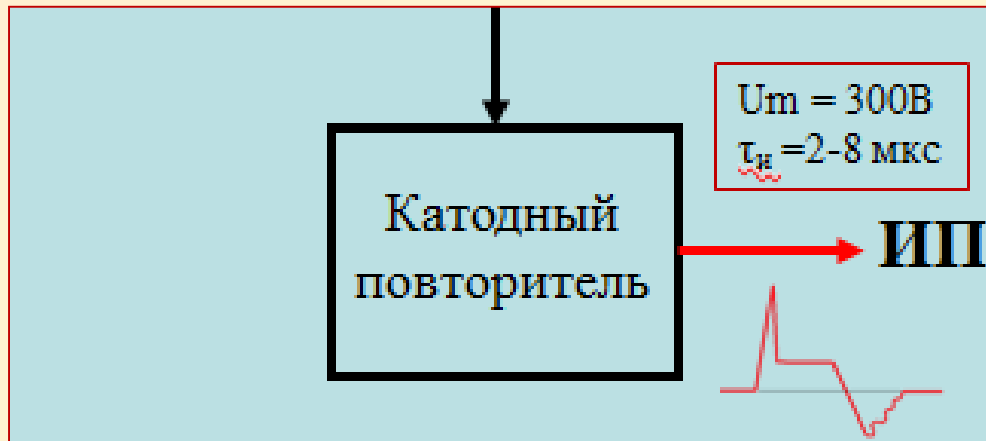 Um = 300В
τи =2-8 мкс
Катодный
повторитель
ИП